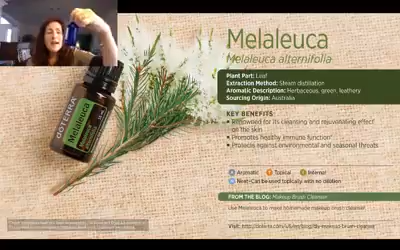 Melaleuca
Melaleuca alternifolia
Plant Part: Leaf
Extraction Method: Steam distillation
Aromatic Description: Herbaceous, green, leathery
Sourcing Origin: Australia
KEY BENEFITS
• Renowned for its cleansing and rejuvenating effect
on the skin
• Promotes healthy immune function
• Protects against environmental and seasonal threats
Aromatic Topical Internal
Neat–Can be used topically with no dilution
FROM THE BLOG: Makeup Brush Cleanser
Use Melaleuca to make homemade makeup brush cleanser!
Visit:
dōTERRA
Melaleuca